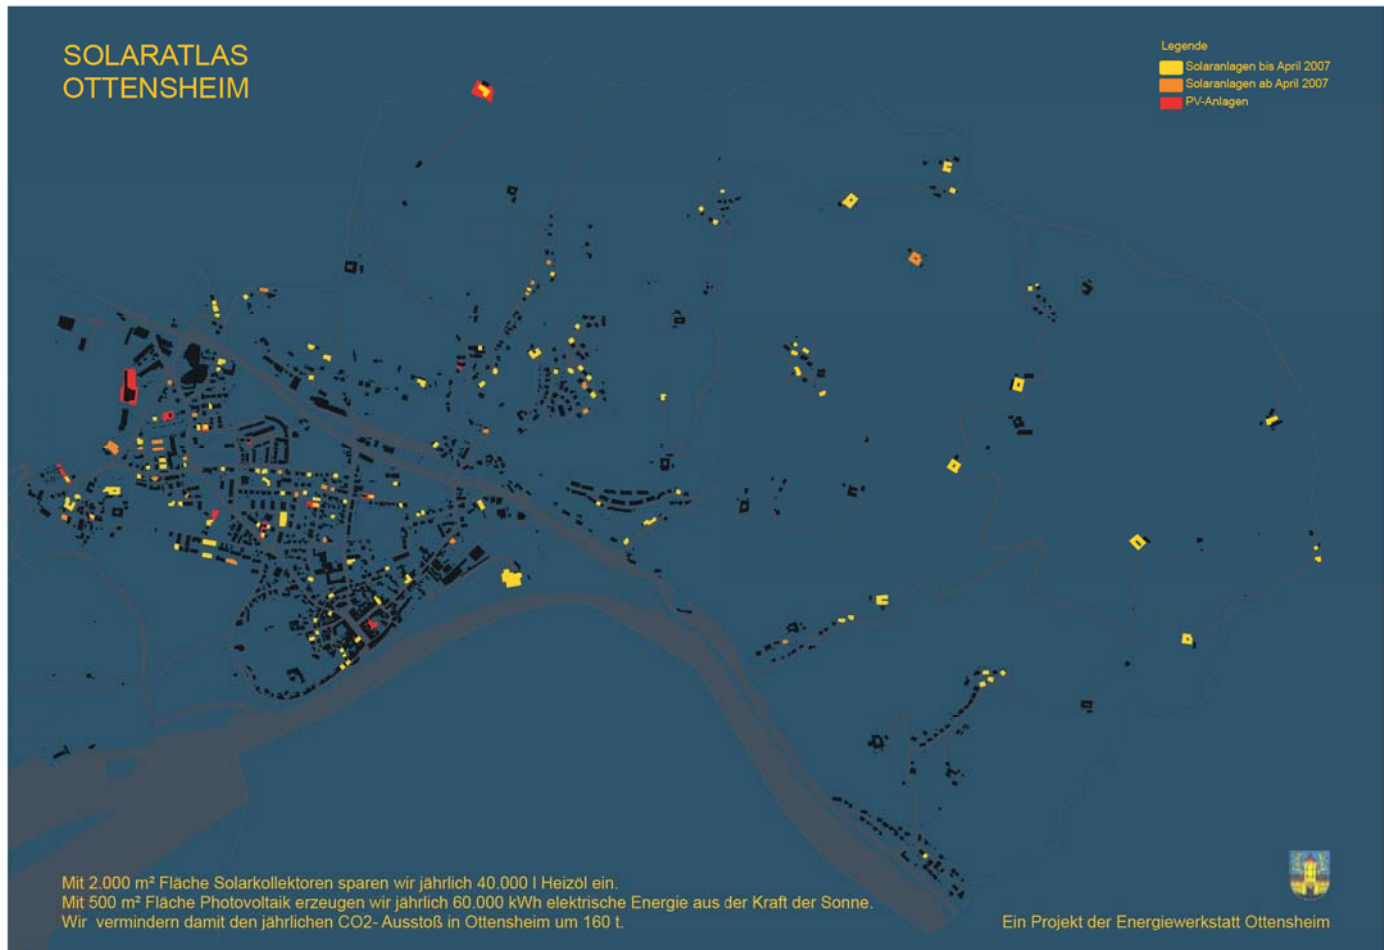 SOLARATLAS
OTTENSHEIM
Legende
Solaranlagen bis April 2007
Solaranlagen ab April 2007
PV-Anlagen
Mit 2.000 m² Fläche Solarkollektoren sparen wir jährlich 40.000 l Heizöl ein.
Mit 500 m² Fläche Photovoltaik erzeugen wir jährlich 60.000 kWh elektrische Energie aus der Kraft der Sonne.
Wir vermindern damit den jährlichen CO2- Ausstoß in Ottensheim um 160 t.
Ein Projekt der Energiewerkstatt Ottensheim